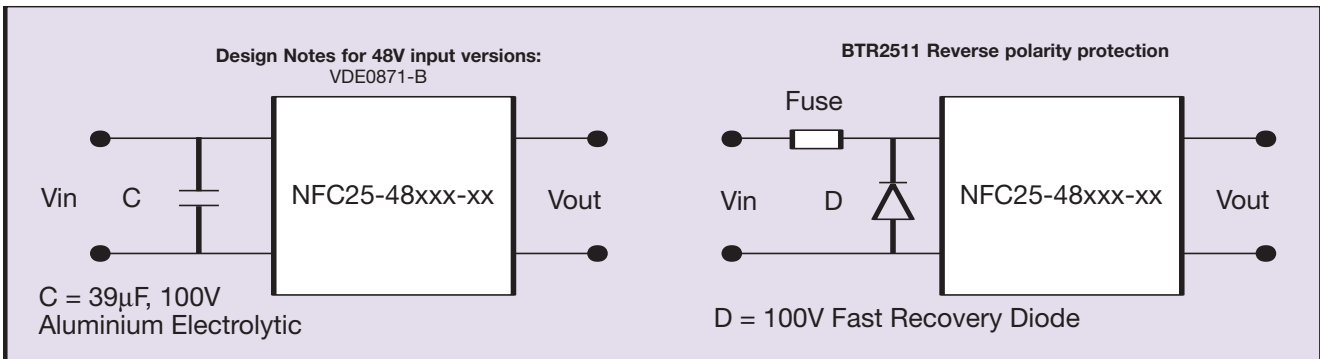 Design Notes for 48V input versions:
VDE0871-B
Vin
C
NFC25-48xxx-xx
Vout
C = 39µF, 100V
Aluminium Electrolytic
BTR2511 Reverse polarity protection
Fuse
Vin
D
NFC25-48xxx-xx
Vout
D = 100V Fast Recovery Diode